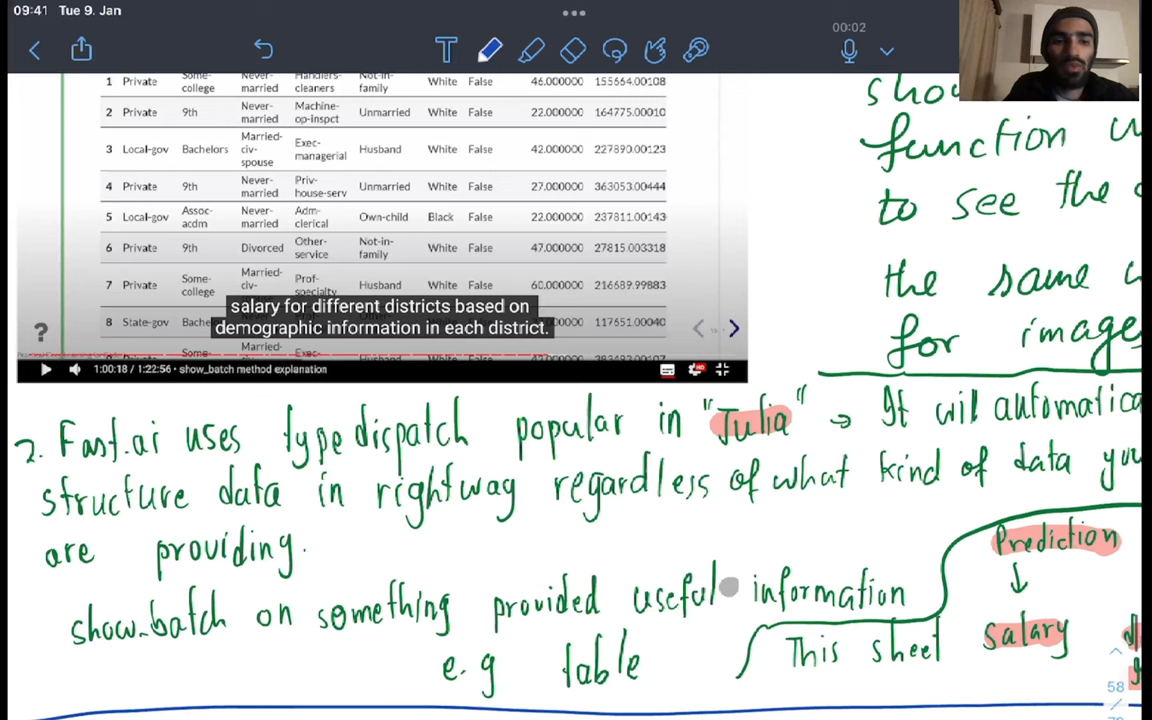 09:41 Tue 9. Jan
00:02
1 Private Some-college Never-married Handlers-cleaners Not-in-family White False 46.000000 155664.00108
2 Private 9th Never-married Machine-op-inspct Unmarried White False 22.000000 164775.00010
3 Local-gov Bachelors Married-civ-spouse Exec-managerial Husband White False 42.000000 227890.00123
4 Private 9th Never-married Priv-house-serv Unmarried White False 27.000000 363053.00444
5 Local-gov Assoc-acdm Never-married Adm-clerical Own-child Black False 22.000000 237811.00143
6 Private 9th Divorced Other-service Not-in-family White False 47.000000 27815.003318
7 Private Some-college Married-civ- Prof-specialty Husband White False 60.000000 216689.99883
8 State-gov 117651.00040
Some- Married- Exec-
salary for different districts based on
demographic information in each district.
1:00:18 / 1:22:56 • show_batch method explanation
function
to see the
the same
for image
2. Fast.ai uses typedispatch popular in "Julia" → It will automatica
structure data in rightway regardless of what kind of data you
are providing.
show_batch on something provided useful information
e.g table
This sheet
Prediction
↓
salary
58